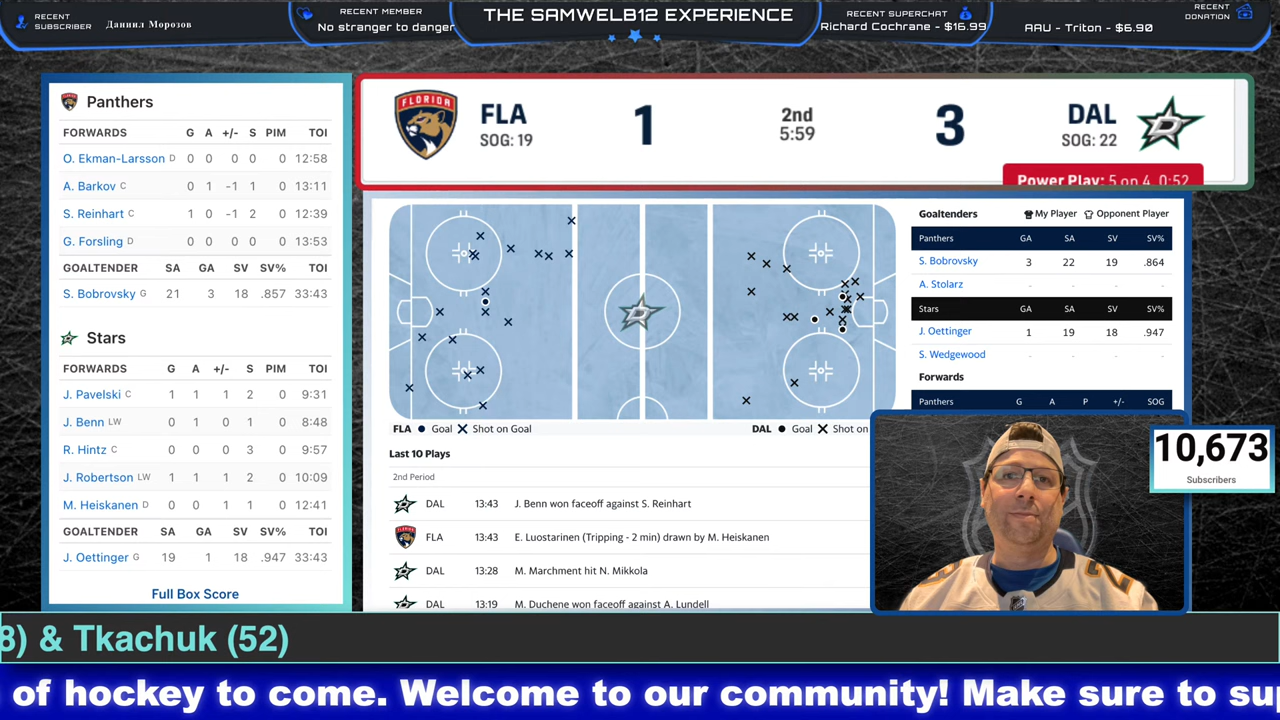 RECENT SUBSCRIBER
Даниил Морозов
RECENT MEMBER
No stranger to danger
THE SAMWELB12 EXPERIENCE
RECENT SUPERCHAT
Richard Cochrane - $16.99
RECENT DONATION
AAU - Triton - $6.90
Panthers
FORWARDS G A +/- S PIM TOI
O. Ekman-Larsson D 0 0 0 0 0 12:58
A. Barkov C 0 1 -1 1 0 13:11
S. Reinhart C 1 0 -1 2 0 12:39
G. Forsling D 0 0 0 0 0 13:53
GOALTENDER SA GA SV SV% TOI
S. Bobrovsky G 21 3 18 .857 33:43
Stars
FORWARDS G A +/- S PIM TOI
J. Pavelski C 1 1 1 2 0 9:31
J. Benn LW 0 1 0 1 0 8:48
R. Hintz C 0 0 0 3 0 9:57
J. Robertson LW 1 1 1 2 0 10:09
M. Heiskanen D 0 0 1 1 0 12:41
GOALTENDER SA GA SV SV% TOI
J. Oettinger G 19 1 18 .947 33:43
Full Box Score
FLORIDA
FLA
SOG: 19
1
2nd
5:59
3
DAL
SOG: 22
Power Play: 5 on 4, 0:52
FLA Goal Shot on Goal
DAL Goal Shot on
Last 10 Plays
2nd Period
DAL 13:43 J. Benn won faceoff against S. Reinhart
FLA 13:43 E. Luostarinen (Tripping - 2 min) drawn by M. Heiskanen
DAL 13:28 M. Marchment hit N. Mikkola
DAL 13:19 M. Duchene won faceoff against A. Lundell
Goaltenders My Player Opponent Player
Panthers GA SA SV SV%
S. Bobrovsky 3 22 19 .864
A. Stolarz - - - -
Stars GA SA SV SV%
J. Oettinger 1 19 18 .947
S. Wedgewood - - - -
Forwards
Panthers G A P +/- SOG
10,673
Subscribers
8) & Tkachuk (52)
of hockey to come. Welcome to our community! Make sure to sup